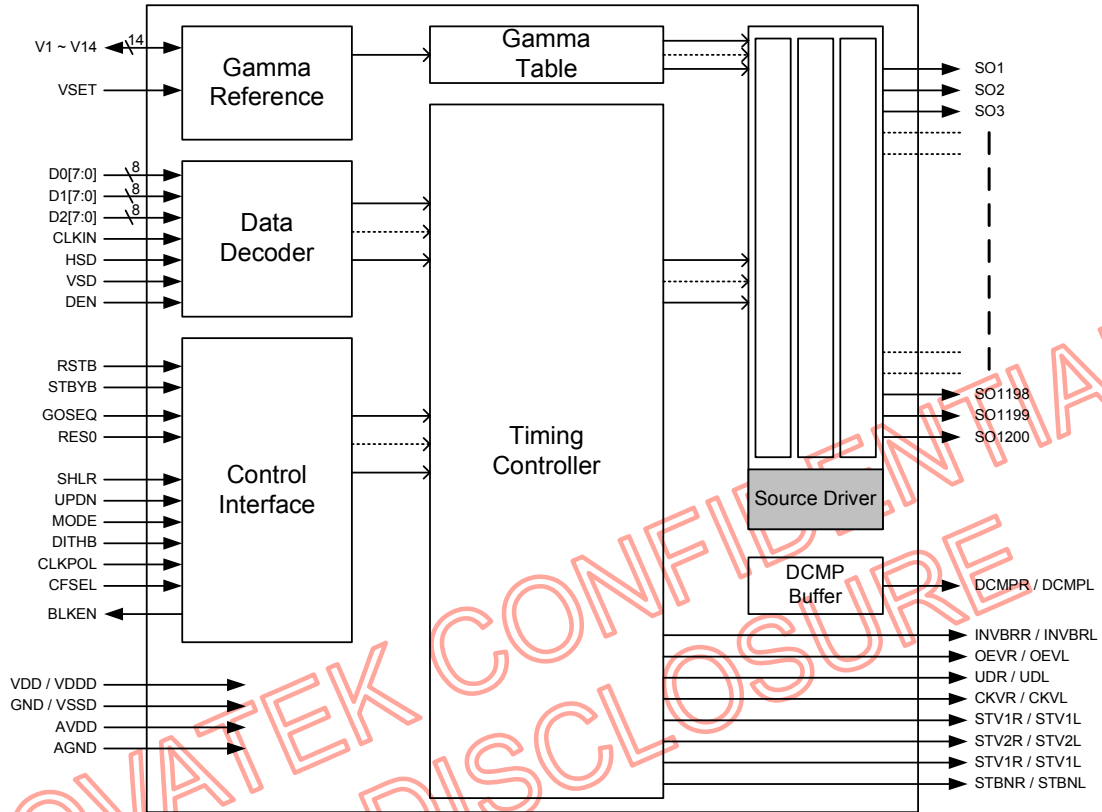 V1 ~ V14
14
VSET
Gamma
Reference
Gamma
Table
SO1
SO2
SO3
D0[7:0]
8
D1[7:0]
8
D2[7:0]
8
CLKIN
HSD
VSD
DEN
Data
Decoder
RSTB
STBYB
GOSEQ
RES0
SHLR
UPDN
MODE
DITHB
CLKPOL
CFSEL
BLKEN
Control
Interface
Timing
Controller
SO1198
SO1199
SO1200
Source Driver
DCMP
Buffer
DCMPR / DCMPL
INVBRR / INVBRL
OEVR / OEVL
UDR / UDL
CKVR / CKVL
STV1R / STV1L
STV2R / STV2L
STV1R / STV1L
STBNR / STBNL
VDD / VDDD
GND / VSSD
AVDD
AGND
OVATEK CONFIDENTIA
DISCLOSURE